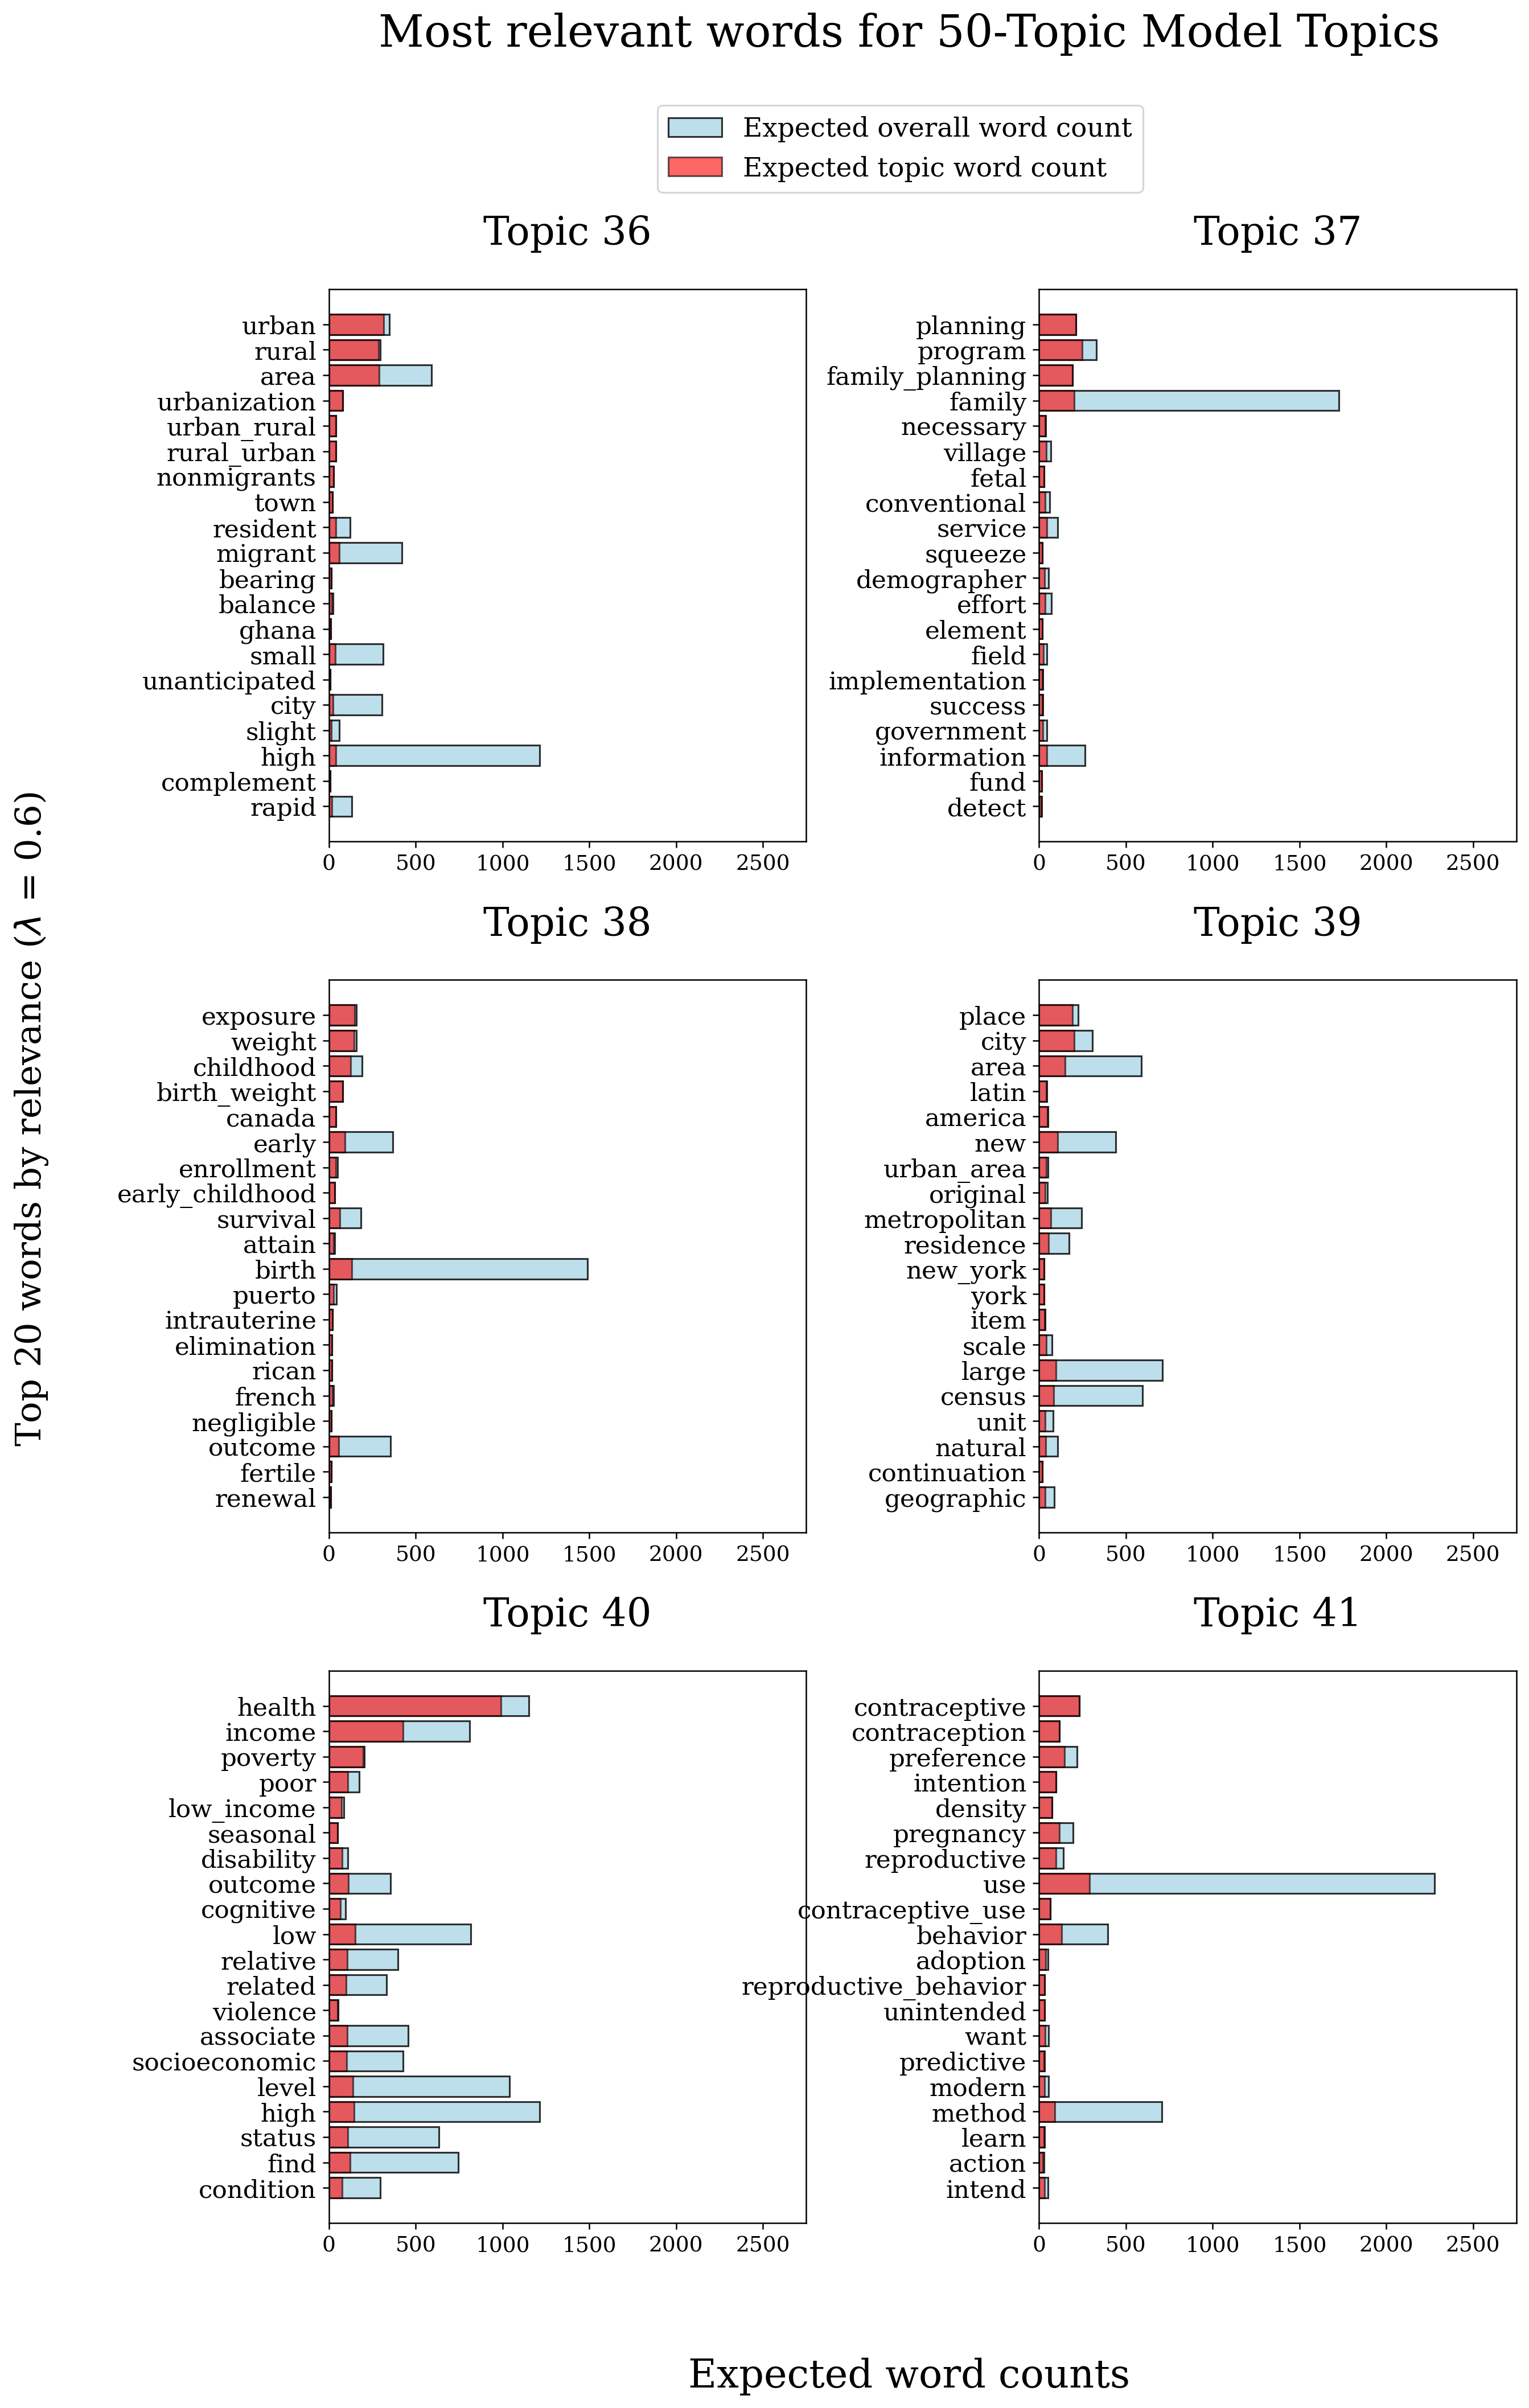 Most relevant words for 50-Topic Model Topics
Expected overall word count
Expected topic word count
Top 20 words by relevance (λ = 0.6)
Topic 36
urban
rural
area
urbanization
urban_rural
rural_urban
nonmigrants
town
resident
migrant
bearing
balance
ghana
small
unanticipated
city
slight
high
complement
rapid
0 500 1000 1500 2000 2500
Topic 37
planning
program
family_planning
family
necessary
village
fetal
conventional
service
squeeze
demographer
effort
element
field
implementation
success
government
information
fund
detect
0 500 1000 1500 2000 2500
Topic 38
exposure
weight
childhood
birth_weight
canada
early
enrollment
early_childhood
survival
attain
birth
puerto
intrauterine
elimination
rican
french
negligible
outcome
fertile
renewal
0 500 1000 1500 2000 2500
Topic 39
place
city
area
latin
america
new
urban_area
original
metropolitan
residence
new_york
york
item
scale
large
census
unit
natural
continuation
geographic
0 500 1000 1500 2000 2500
Topic 40
health
income
poverty
poor
low_income
seasonal
disability
outcome
cognitive
low
relative
related
violence
associate
socioeconomic
level
high
status
find
condition
0 500 1000 1500 2000 2500
Topic 41
contraceptive
contraception
preference
intention
density
pregnancy
reproductive
use
contraceptive_use
behavior
adoption
reproductive_behavior
unintended
want
predictive
modern
method
learn
action
intend
0 500 1000 1500 2000 2500
Expected word counts